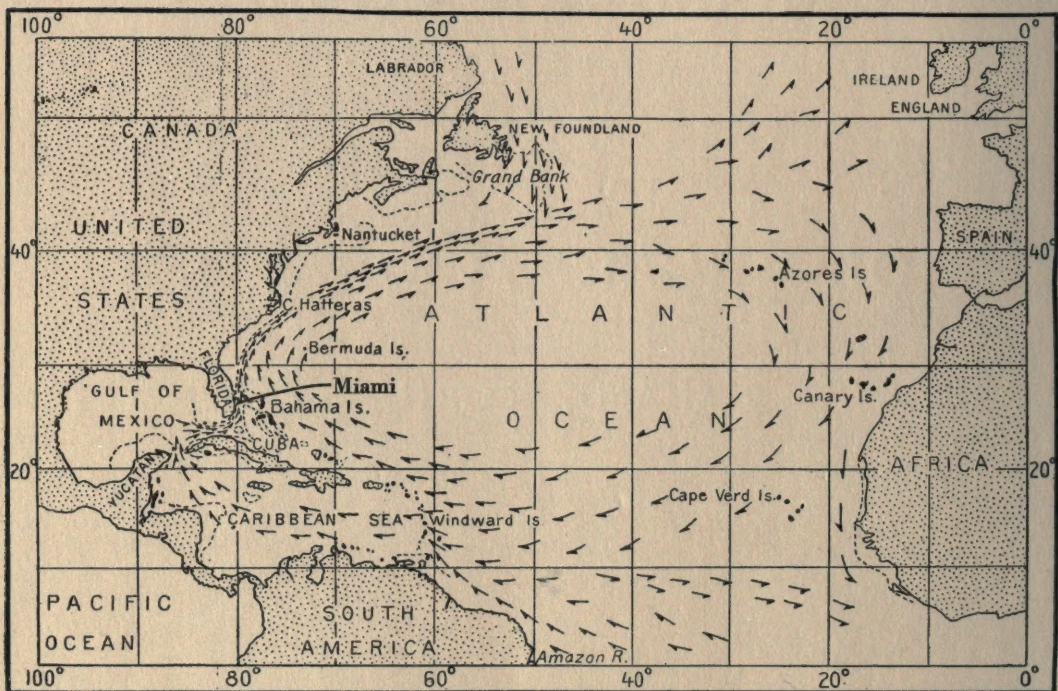 100° 80° 60° 40° 20° 0°
LABRADOR
IRELAND
ENGLAND
CANADA
NEW FOUNDLAND
Grand Bank
UNITED
STATES
Nantucket
40°
SPAIN
40°
Azores Is
C. Hatteras
ATLANTIC
Bermuda Is.
FLORIDA
Miami
GULF OF
MEXICO
Bahama Is.
Canary Is.
OCEAN
CUBA
20°
YUCATAN
AFRICA
20°
Cape Verd Is.
CARIBBEAN SEA
Windward Is.
PACIFIC
OCEAN
SOUTH
AMERICA
Amazon R.
100° 80° 60° 40° 20° 0°